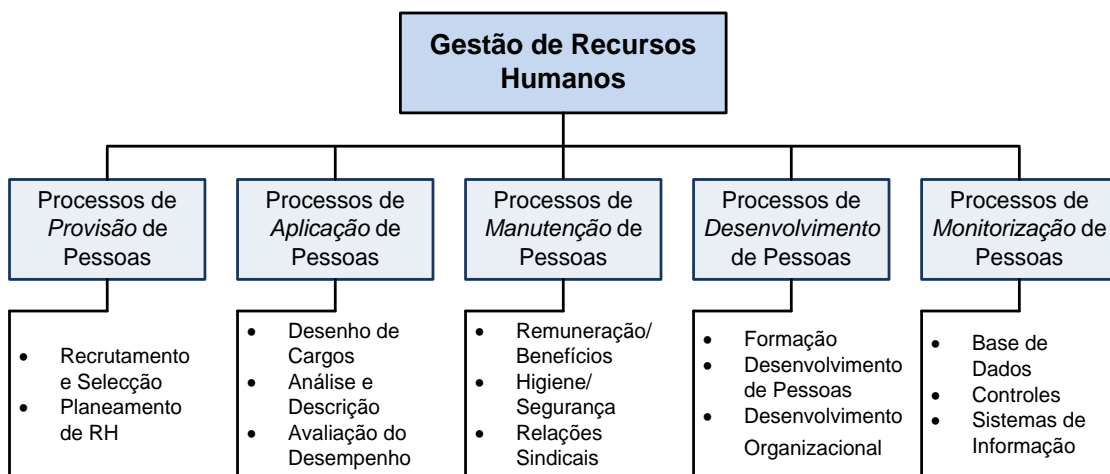 Gestão de Recursos
Humanos
Processos de
Provisão de
Pessoas
Processos de
Aplicação de
Pessoas
Processos de
Manutenção de
Pessoas
Processos de
Desenvolvimento
de Pessoas
Processos de
Monitorização de
Pessoas
• Recrutamento
e Selecção
• Planeamento
de RH
• Desenho de
Cargos
• Análise e
Descrição
• Avaliação do
Desempenho
• Remuneração/
Benefícios
• Higiene/
Segurança
• Relações
Sindicais
• Formação
• Desenvolvimento
de Pessoas
• Desenvolvimento
Organizacional
• Base de
Dados
• Controles
• Sistemas de
Informação